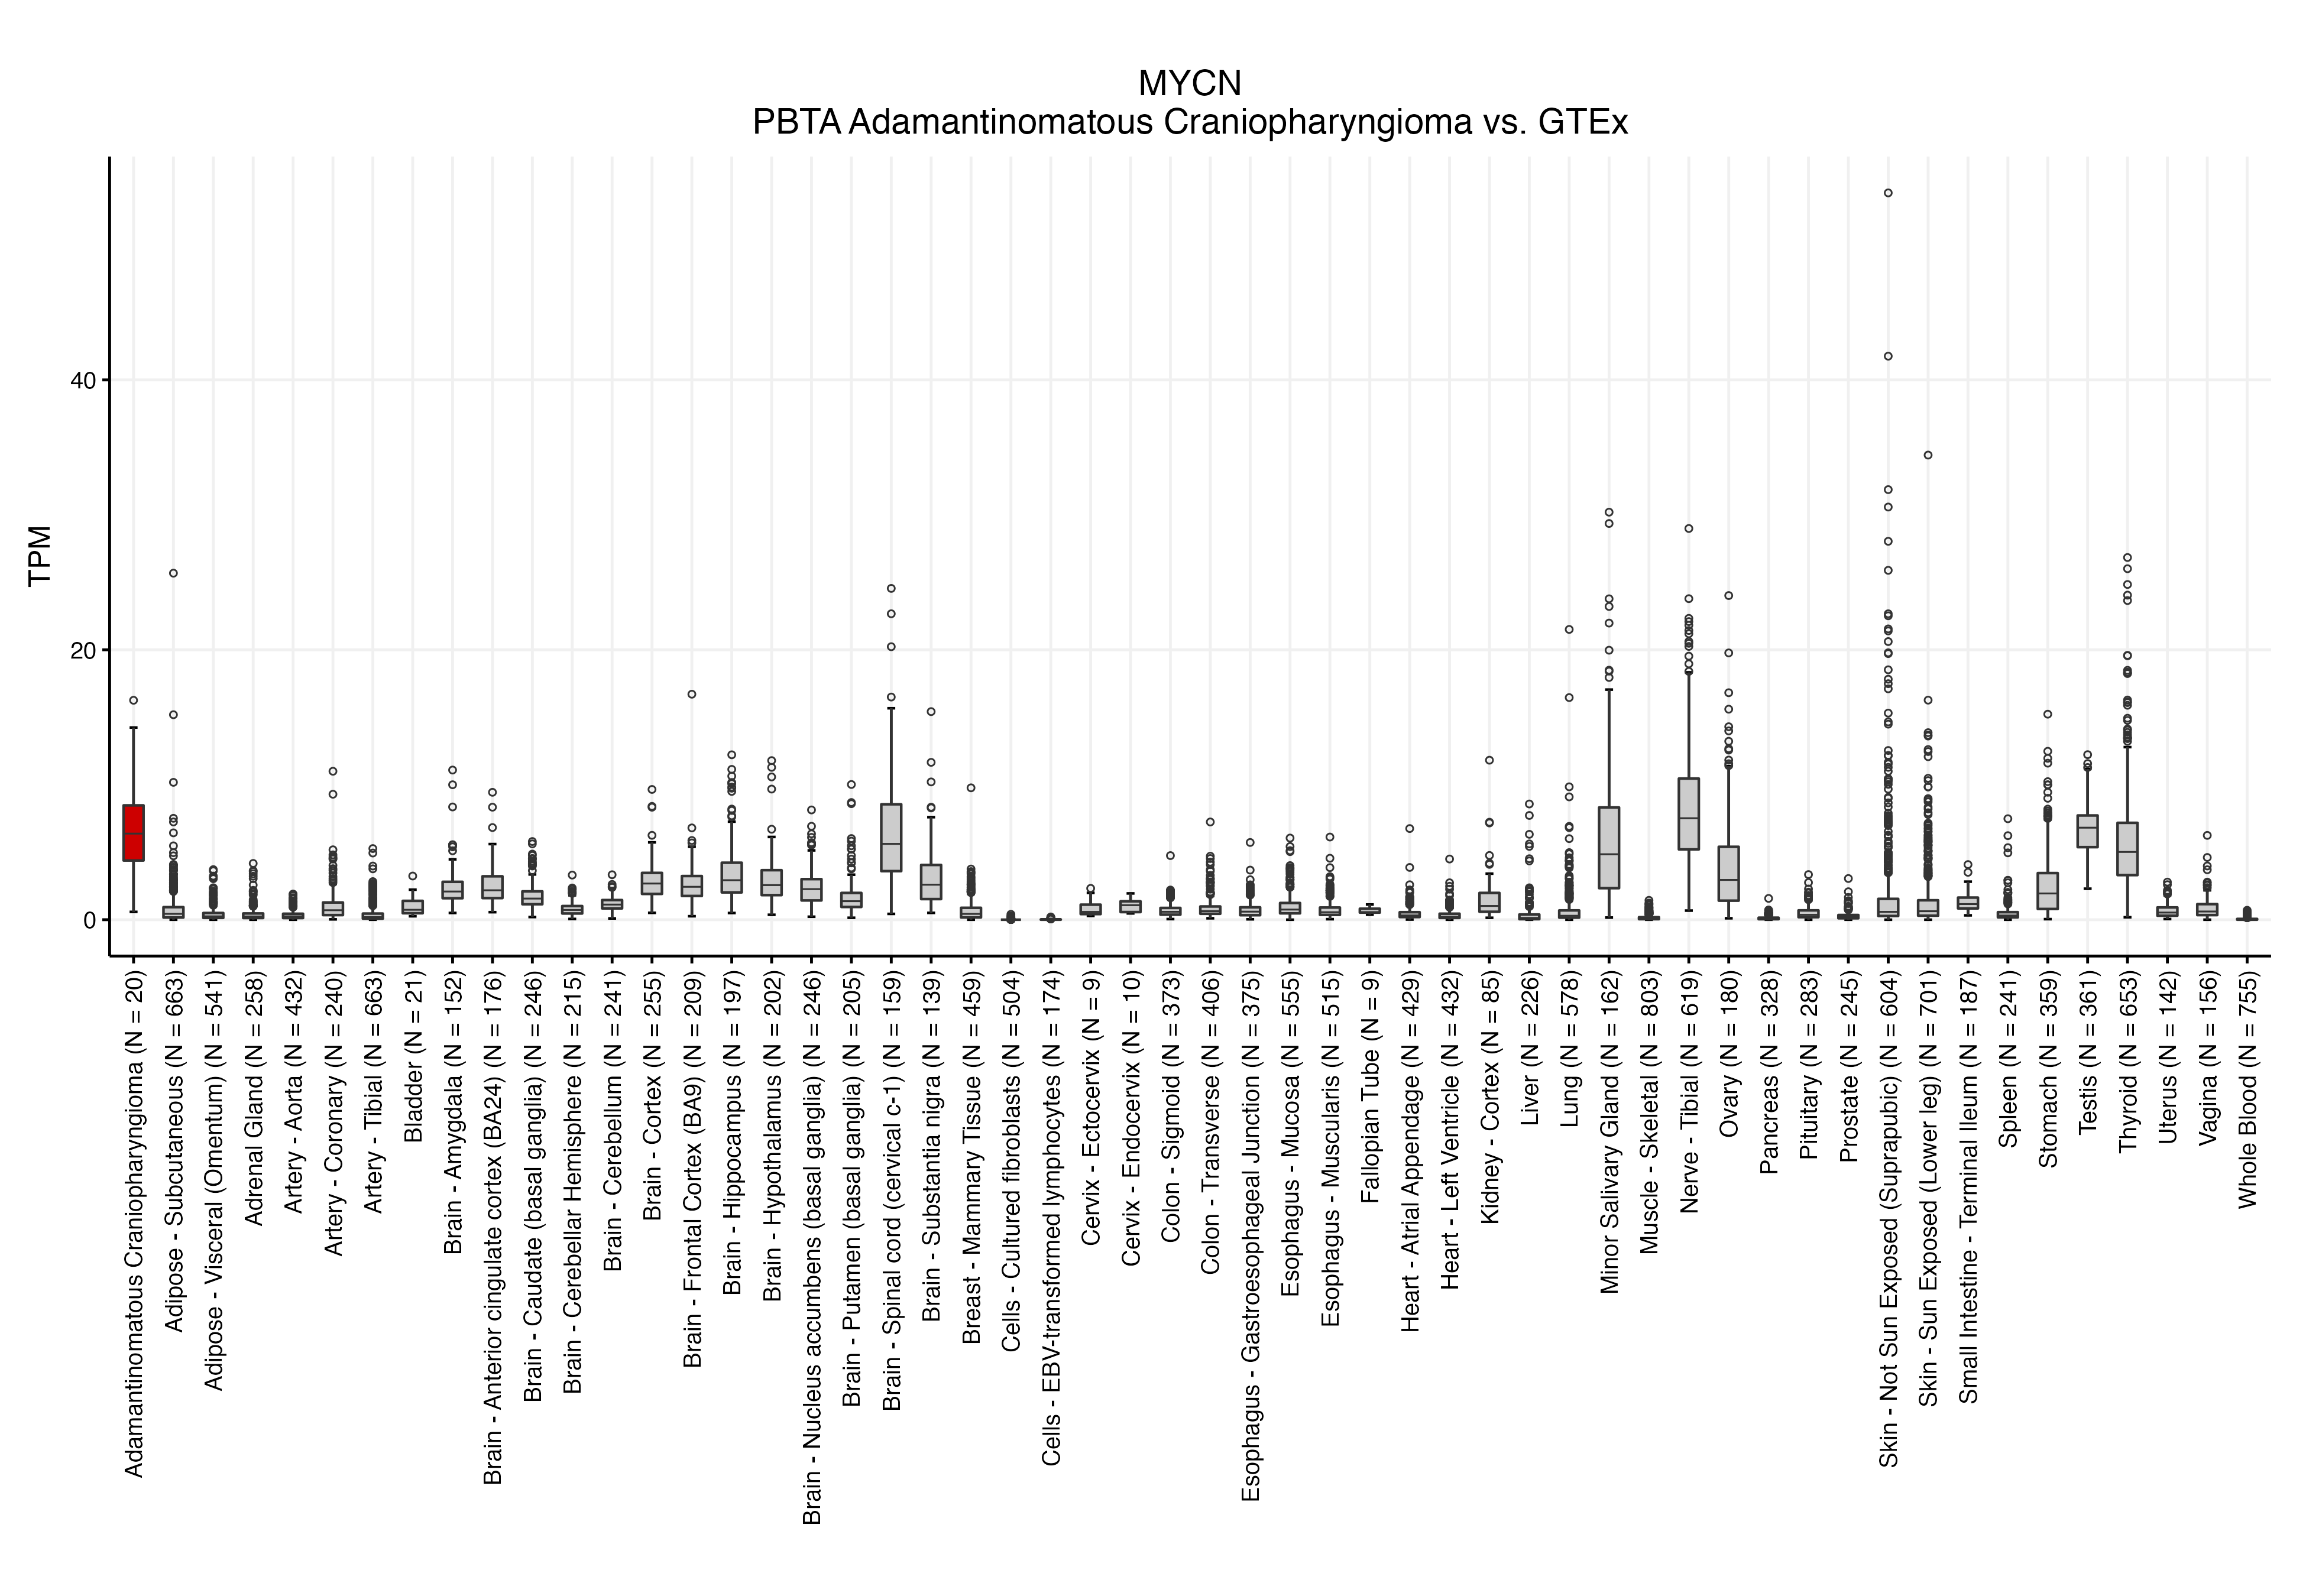 MYCN
PBTA Adamantinomatous Craniopharyngioma vs. GTEx
TPM
40
20
0
Adamantinomatous Craniopharyngioma (N = 20)
Adipose - Subcutaneous (N = 663)
Adipose - Visceral (Omentum) (N = 541)
Adrenal Gland (N = 258)
Artery - Aorta (N = 432)
Artery - Coronary (N = 240)
Artery - Tibial (N = 663)
Bladder (N = 21)
Brain - Amygdala (N = 152)
Brain - Anterior cingulate cortex (BA24) (N = 176)
Brain - Caudate (basal ganglia) (N = 246)
Brain - Cerebellar Hemisphere (N = 215)
Brain - Cerebellum (N = 241)
Brain - Cortex (N = 255)
Brain - Frontal Cortex (BA9) (N = 209)
Brain - Hippocampus (N = 197)
Brain - Hypothalamus (N = 202)
Brain - Nucleus accumbens (basal ganglia) (N = 246)
Brain - Putamen (basal ganglia) (N = 205)
Brain - Spinal cord (cervical c-1) (N = 159)
Brain - Substantia nigra (N = 139)
Breast - Mammary Tissue (N = 459)
Cells - Cultured fibroblasts (N = 504)
Cells - EBV-transformed lymphocytes (N = 174)
Cervix - Ectocervix (N = 9)
Cervix - Endocervix (N = 10)
Colon - Sigmoid (N = 373)
Colon - Transverse (N = 406)
Esophagus - Gastroesophageal Junction (N = 375)
Esophagus - Mucosa (N = 555)
Esophagus - Muscularis (N = 515)
Fallopian Tube (N = 9)
Heart - Atrial Appendage (N = 429)
Heart - Left Ventricle (N = 432)
Kidney - Cortex (N = 85)
Liver (N = 226)
Lung (N = 578)
Minor Salivary Gland (N = 162)
Muscle - Skeletal (N = 803)
Nerve - Tibial (N = 619)
Ovary (N = 180)
Pancreas (N = 328)
Pituitary (N = 283)
Prostate (N = 245)
Skin - Not Sun Exposed (Suprapubic) (N = 604)
Skin - Sun Exposed (Lower leg) (N = 701)
Small Intestine - Terminal Ileum (N = 187)
Spleen (N = 241)
Stomach (N = 359)
Testis (N = 361)
Thyroid (N = 653)
Uterus (N = 142)
Vagina (N = 156)
Whole Blood (N = 755)